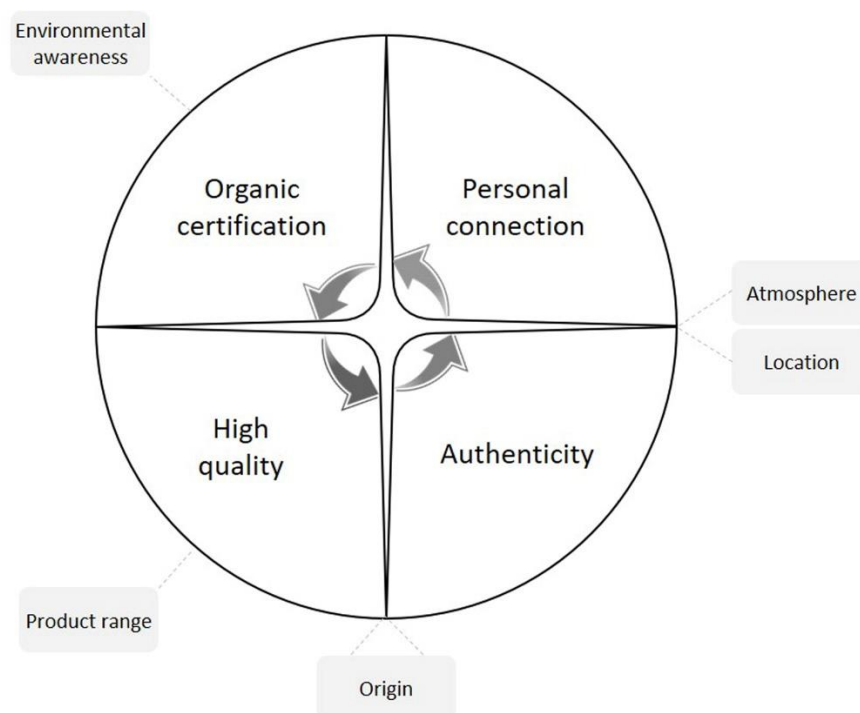 Environmental
awareness
Organic
certification
Personal
connection
Atmosphere
Location
High
quality
Authenticity
Product range
Origin